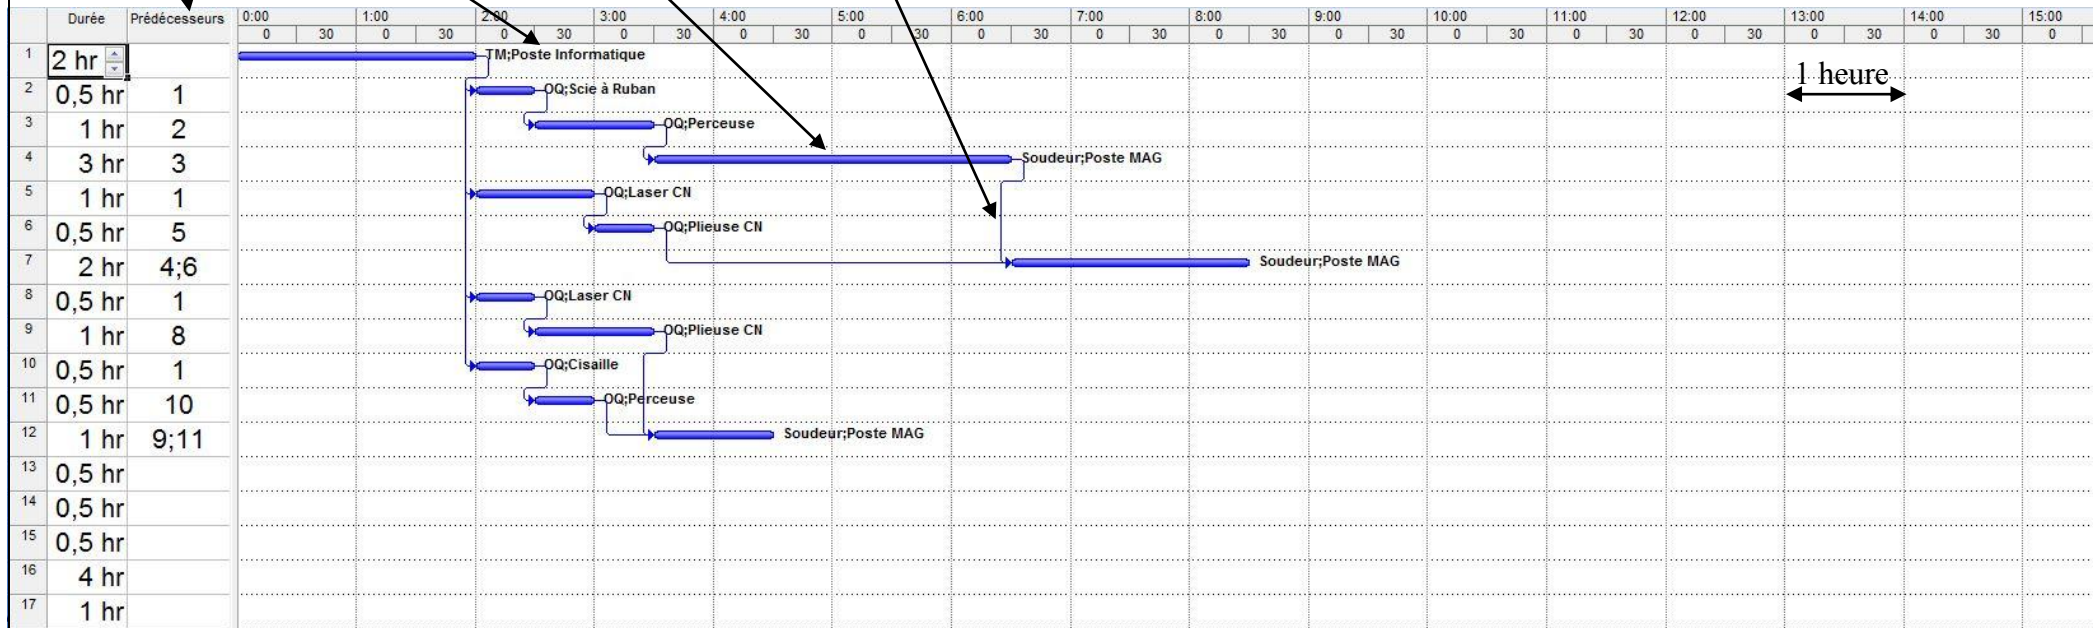 Durée Prédécesseurs 0:00 1:00 2:00 3:00 4:00 5:00 6:00 7:00 8:00 9:00 10:00 11:00 12:00 13:00 14:00 15:00
0 30 0 30 0 30 0 30 0 30 0 30 0 30 0 30 0 30 0 30 0 30 0 30 0 30 0 30 0 30 0
1 2 hr TM;Poste Informatique
1 heure
2 0,5 hr 1 OQ;Scie à Ruban
3 1 hr 2 OQ;Perceuse
4 3 hr 3 Soudeur;Poste MAG
5 1 hr 1 OQ;Laser CN
6 0,5 hr 5 OQ;Plieuse CN
7 2 hr 4;6 Soudeur;Poste MAG
8 0,5 hr 1 OQ;Laser CN
9 1 hr 8 OQ;Plieuse CN
10 0,5 hr 1 OQ;Cisaille
11 0,5 hr 10 OQ;Perceuse
12 1 hr 9;11 Soudeur;Poste MAG
13 0,5 hr
14 0,5 hr
15 0,5 hr
16 4 hr
17 1 hr